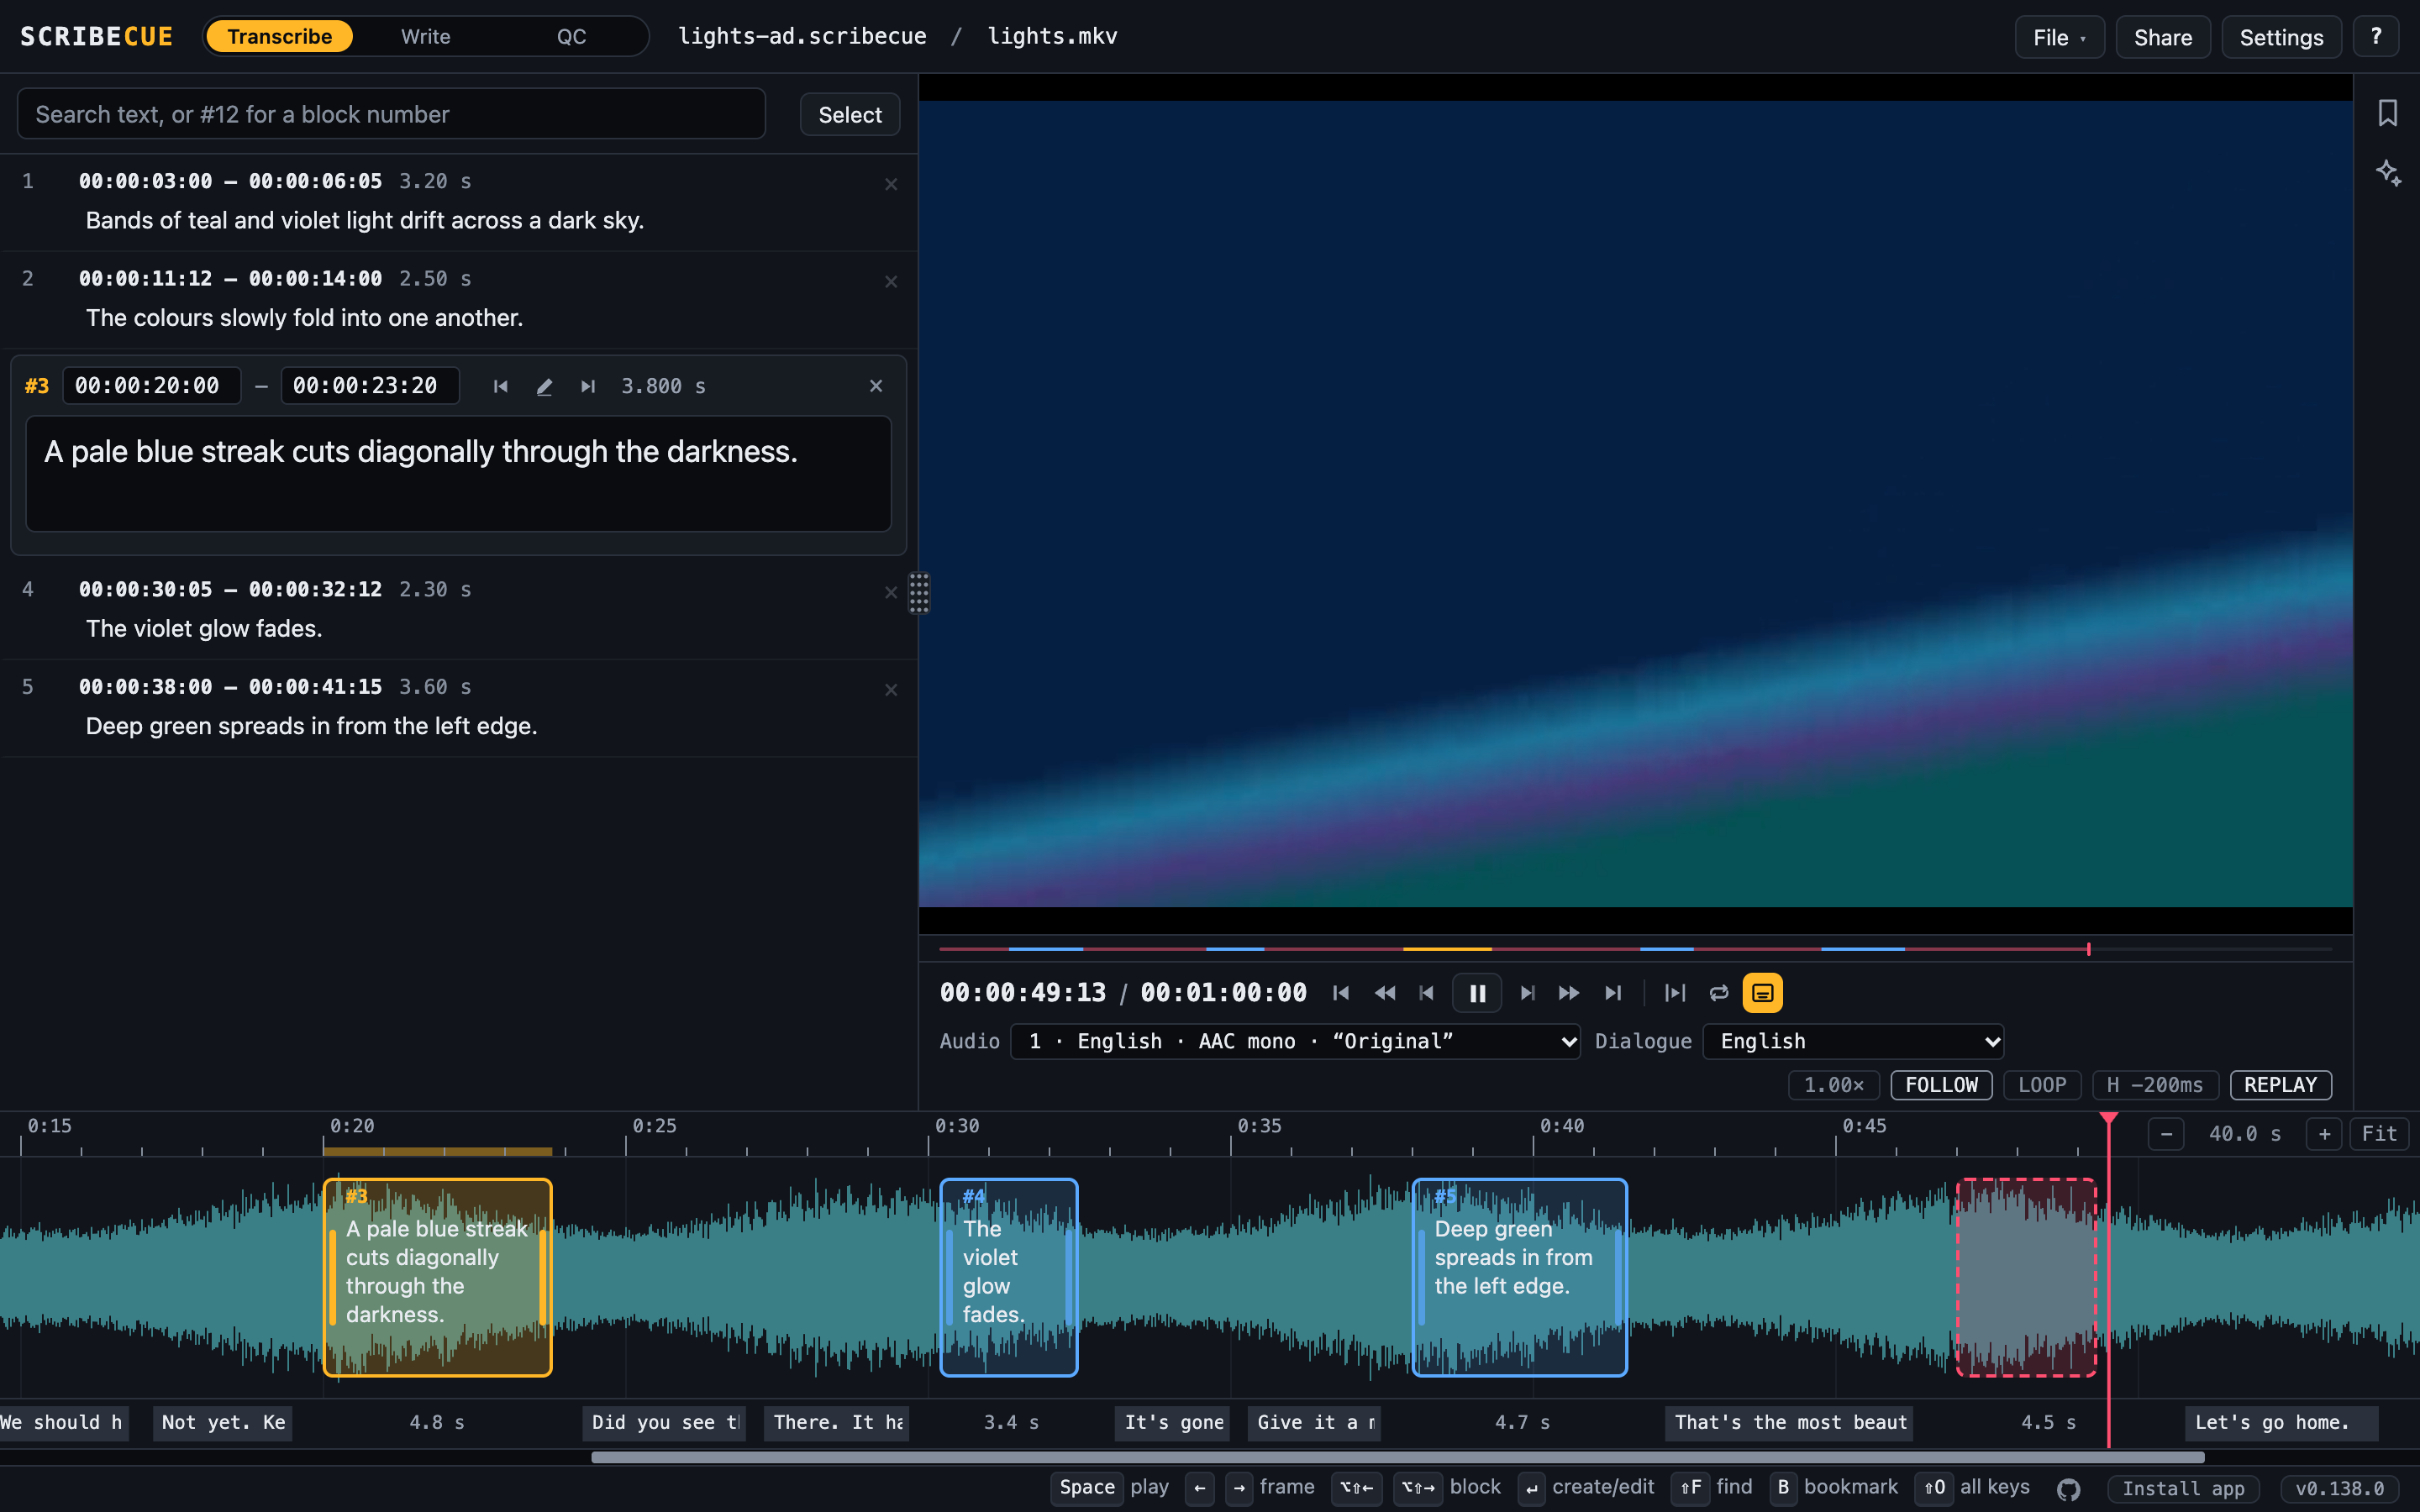 SCRIBECUE Transcribe Write QC lights-ad.scribecue / lights.mkv File Share Settings ?
Search text, or #12 for a block number Select
1 00:00:03:00 – 00:00:06:05 3.20 s ×
Bands of teal and violet light drift across a dark sky.
2 00:00:11:12 – 00:00:14:00 2.50 s ×
The colours slowly fold into one another.
#3 00:00:20:00 – 00:00:23:20 3.800 s ×
A pale blue streak cuts diagonally through the darkness.
4 00:00:30:05 – 00:00:32:12 2.30 s ×
The violet glow fades.
5 00:00:38:00 – 00:00:41:15 3.60 s ×
Deep green spreads in from the left edge.
00:00:49:13 / 00:01:00:00
Audio 1 · English · AAC mono · “Original” Dialogue English
1.00× FOLLOW LOOP H −200ms REPLAY
0:15 0:20 0:25 0:30 0:35 0:40 0:45 − 40.0 s + Fit
#3
A pale blue streak
cuts diagonally
through the
darkness.
#4
The
violet
glow
fades.
#5
Deep green
spreads in from
the left edge.
We should h Not yet. Ke 4.8 s Did you see t There. It ha 3.4 s It's gone Give it a 4.7 s That's the most beaut 4.5 s Let's go home.
Space play ← → frame ⌥⇧← ⌥⇧→ block ↵ create/edit ⇧F find B bookmark ⇧O all keys Install app v0.138.0